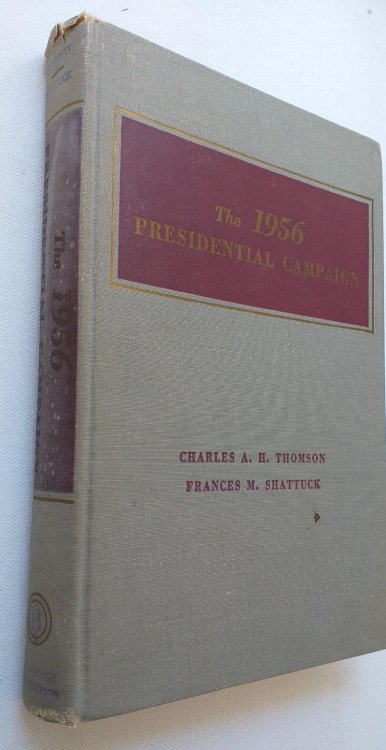 The 1956
PRESIDENTIAL CAMPAIGN
CHARLES A. H. THOMSON
FRANCES M. SHATTUCK
The 1956
B